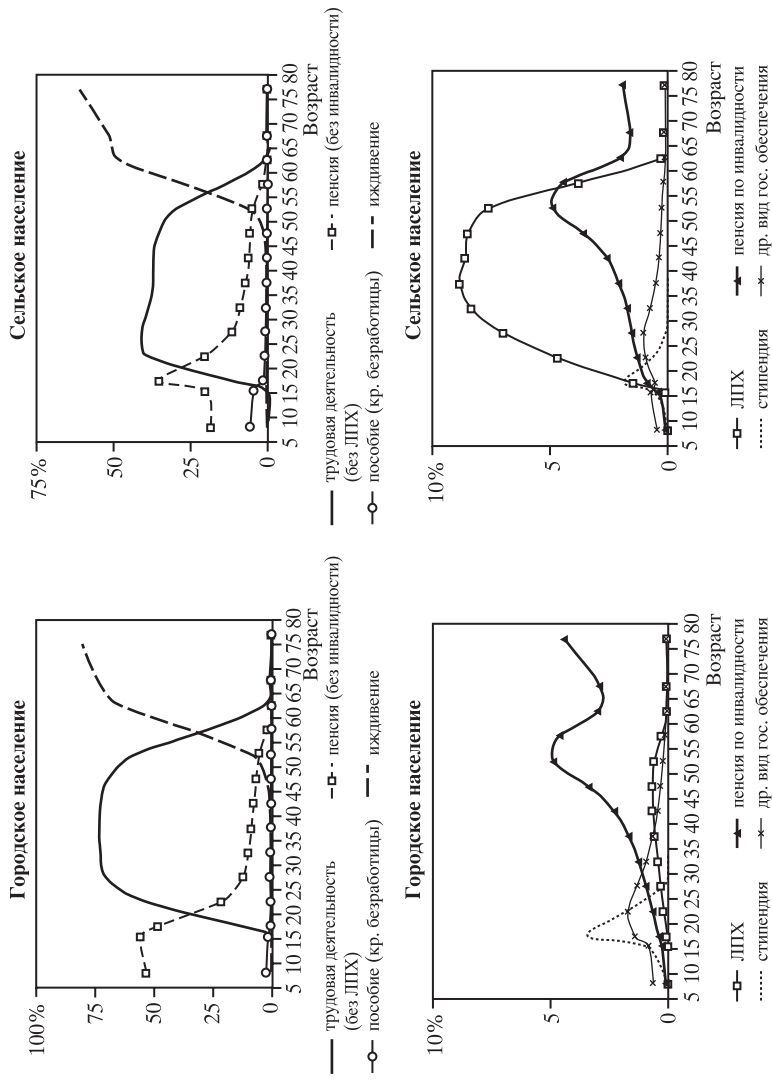 Городское население
100%
75
50
25
0
5 10 15 20 25 30 35 40 45 50 55 60 65 70 75 80
Возраст
трудовая деятельность
(без ЛПХ)
пенсия (без инвалидности)
пособие (кр. безработицы)
иждивение
Сельское население
75%
50
25
0
5 10 15 20 25 30 35 40 45 50 55 60 65 70 75 80
Возраст
трудовая деятельность
(без ЛПХ)
пенсия (без инвалидности)
пособие (кр. безработицы)
иждивение
Городское население
10%
5
0
5 10 15 20 25 30 35 40 45 50 55 60 65 70 75 80
Возраст
ЛПХ
пенсия по инвалидности
стипендия
др. вид гос. обеспечения
Сельское население
10%
5
0
5 10 15 20 25 30 35 40 45 50 55 60 65 70 75 80
Возраст
ЛПХ
пенсия по инвалидности
стипендия
др. вид гос. обеспечения